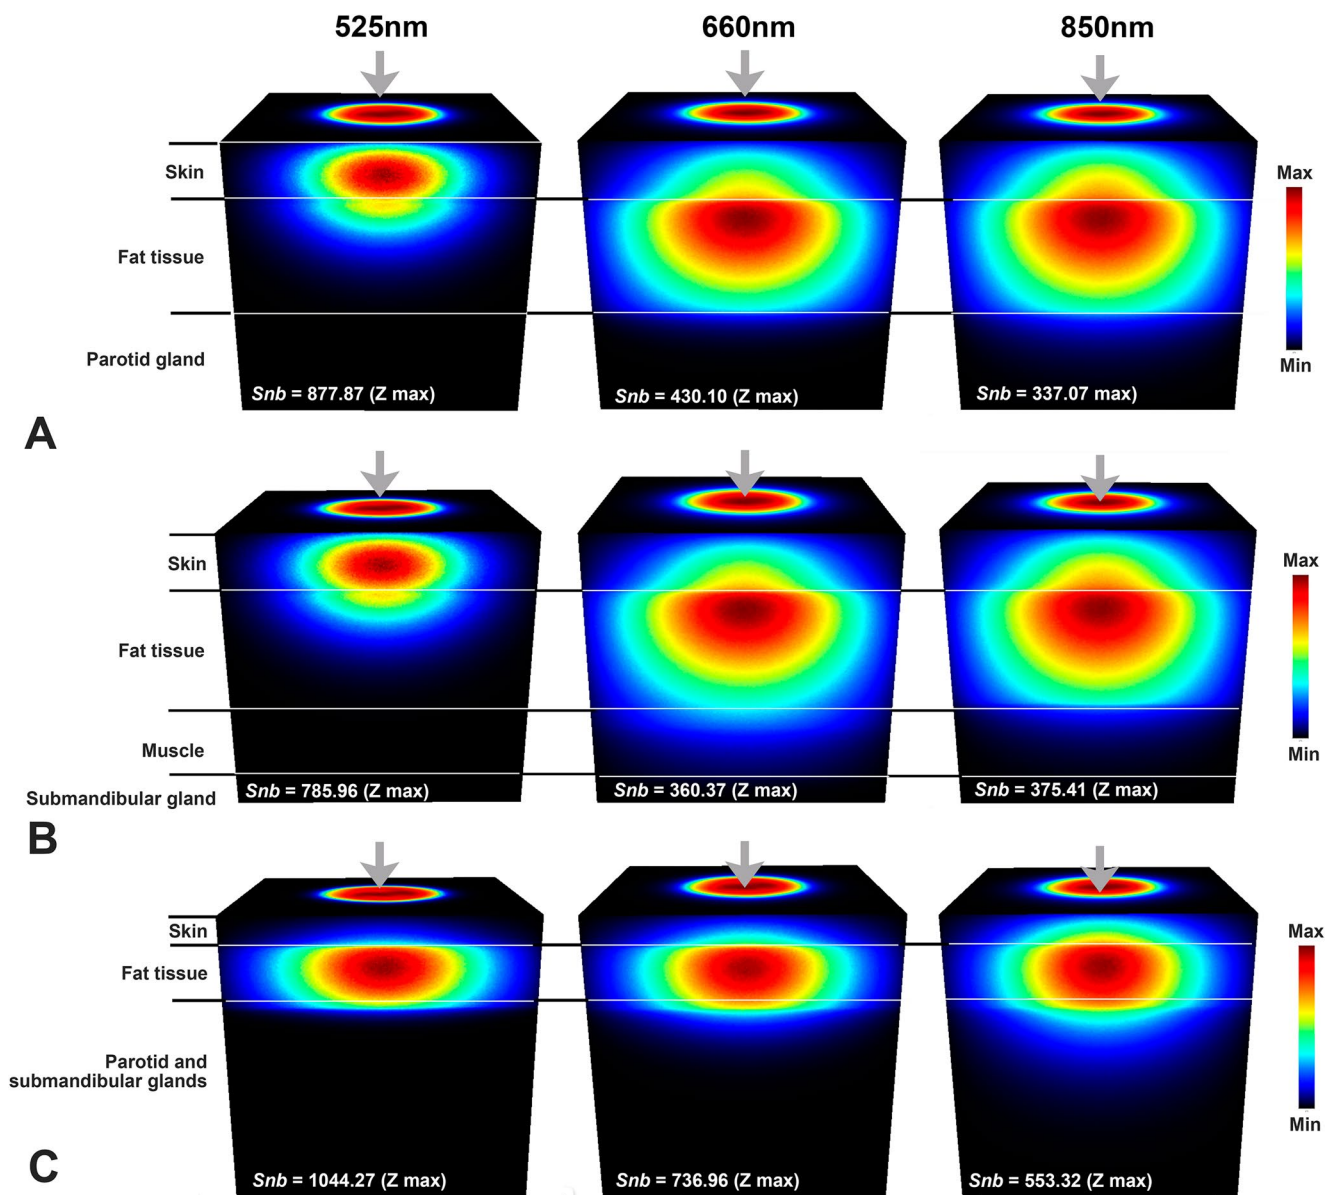 525nm 660nm 850nm
Skin
Fat tissue
Parotid gland
Max
Min
Snb = 877.87 (Z max) Snb = 430.10 (Z max) Snb = 337.07 max)
A
Skin
Fat tissue
Muscle
Submandibular gland
Max
Min
Snb = 785.96 (Z max) Snb = 360.37 (Z max) Snb = 375.41 (Z max)
B
Skin
Fat tissue
Parotid and
submandibular glands
Max
Min
Snb = 1044.27 (Z max) Snb = 736.96 (Z max) Snb = 553.32 (Z max)
C